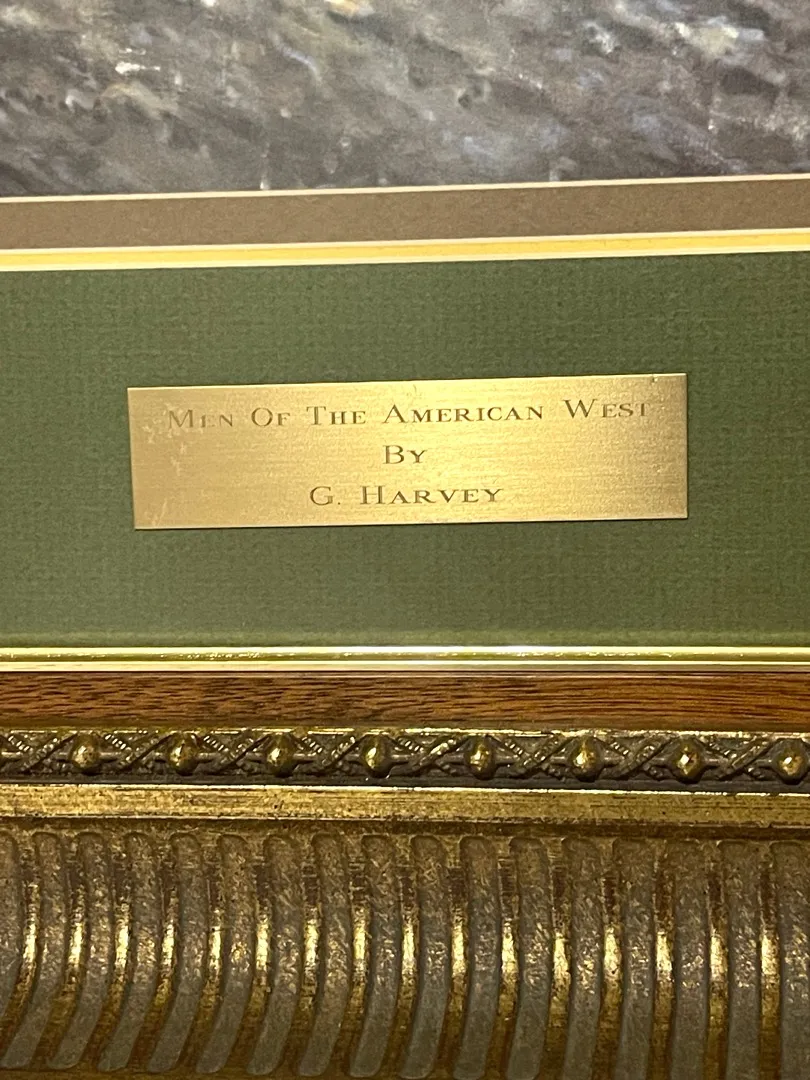 Men Of The American West
By
G. Harvey